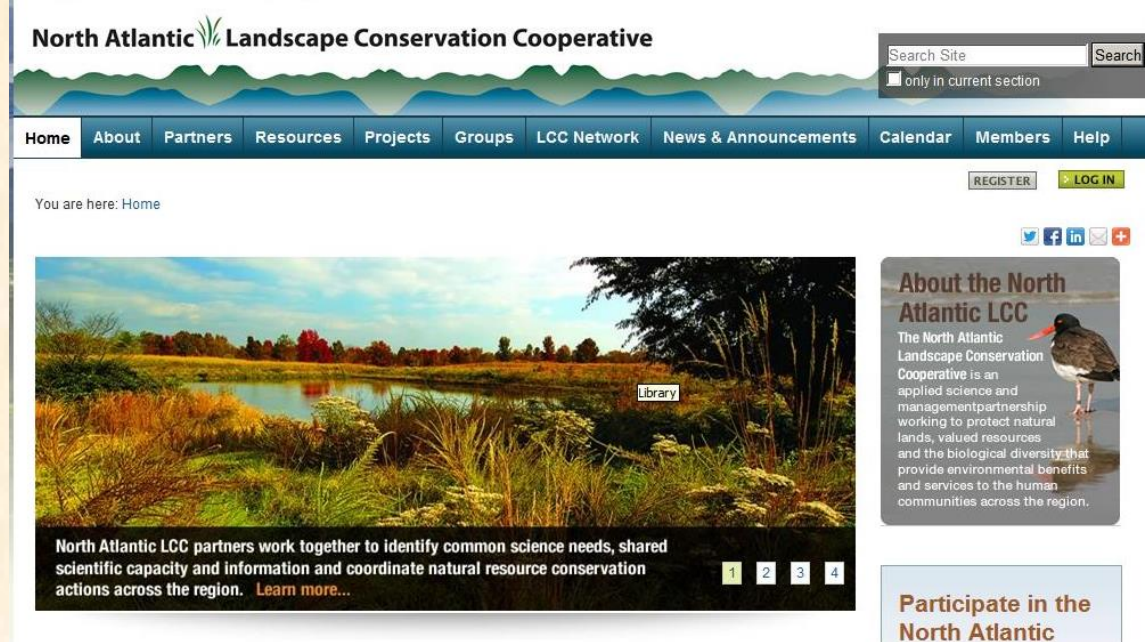 North Atlantic Landscape Conservation Cooperative
Search Site
Search
only in current section
Home About Partners Resources Projects Groups LCC Network News & Announcements Calendar Members Help
REGISTER
LOG IN
You are here: Home
Library
North Atlantic LCC partners work together to identify common science needs, shared
scientific capacity and information and coordinate natural resource conservation
actions across the region. Learn more...
1 2 3 4
About the North
Atlantic LCC
The North Atlantic
Landscape Conservation
Cooperative is an
applied science and
managementpartnership
working to protect natural
lands, valued resources
and the biological diversity that
provide environmental benefits
and services to the human
communities across the region.
Participate in the
North Atlantic